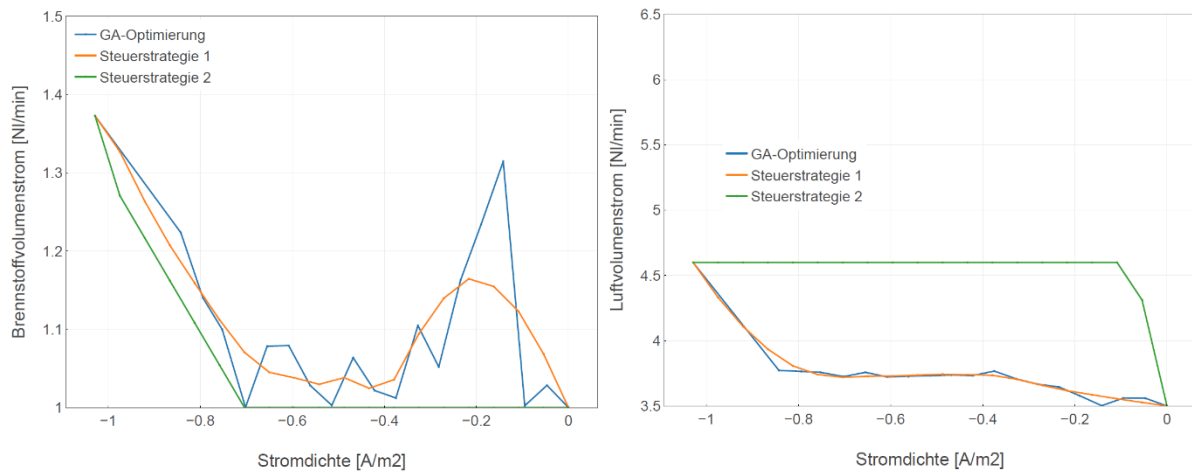 1.5
GA-Optimierung
Steuerstrategie 1
Steuerstrategie 2
1.4
1.3
1.2
1.1
1
Brennstoffvolumenstrom [Nl/min]
−1
−0.8
−0.6
−0.4
−0.2
0
Stromdichte [A/m2]
6.5
6
5.5
5
4.5
4
3.5
Luftvolumenstrom [Nl/min]
GA-Optimierung
Steuerstrategie 1
Steuerstrategie 2
−1
−0.8
−0.6
−0.4
−0.2
0
Stromdichte [A/m2]